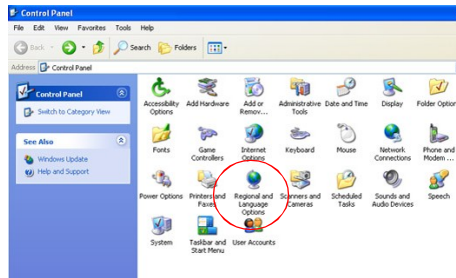 Control Panel
File Edit View Favorites Tools Help
Back Search Folders
Address Control Panel
Control Panel
Switch to Category View
See Also
Windows Update
Help and Support
Accessibility Options
Add Hardware
Add or Remov...
Administrative Tools
Date and Time
Display
Folder Option
Fonts
Game Controllers
Internet Options
Keyboard
Mouse
Network Connections
Phone and Modem ...
Power Options
Printers and Faxes
Regional and Language Options
Scanners and Cameras
Scheduled Tasks
Sounds and Audio Devices
Speech
System
Taskbar and Start Menu
User Accounts